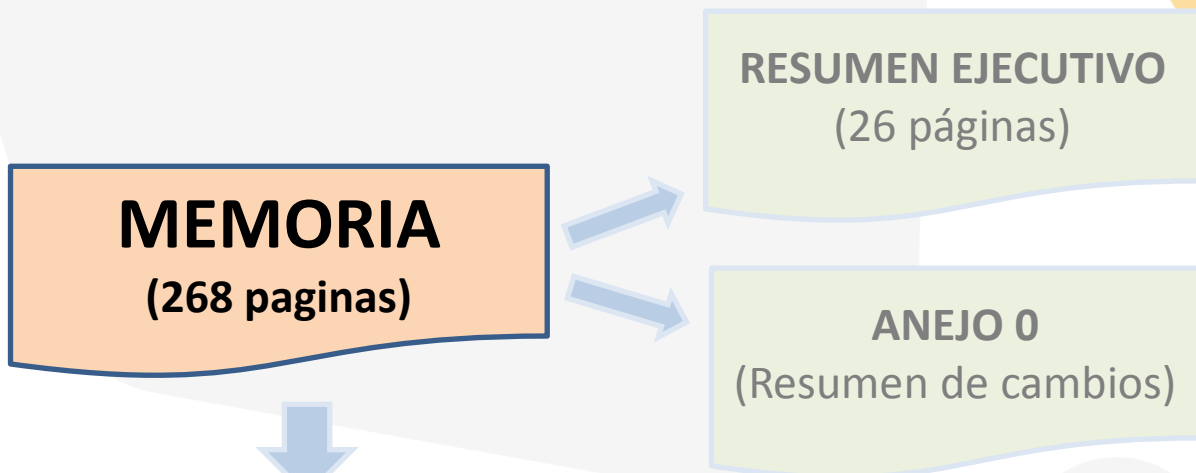 RESUMEN EJECUTIVO
(26 páginas)
MEMORIA
(268 paginas)
ANEJO 0
(Resumen de cambios)